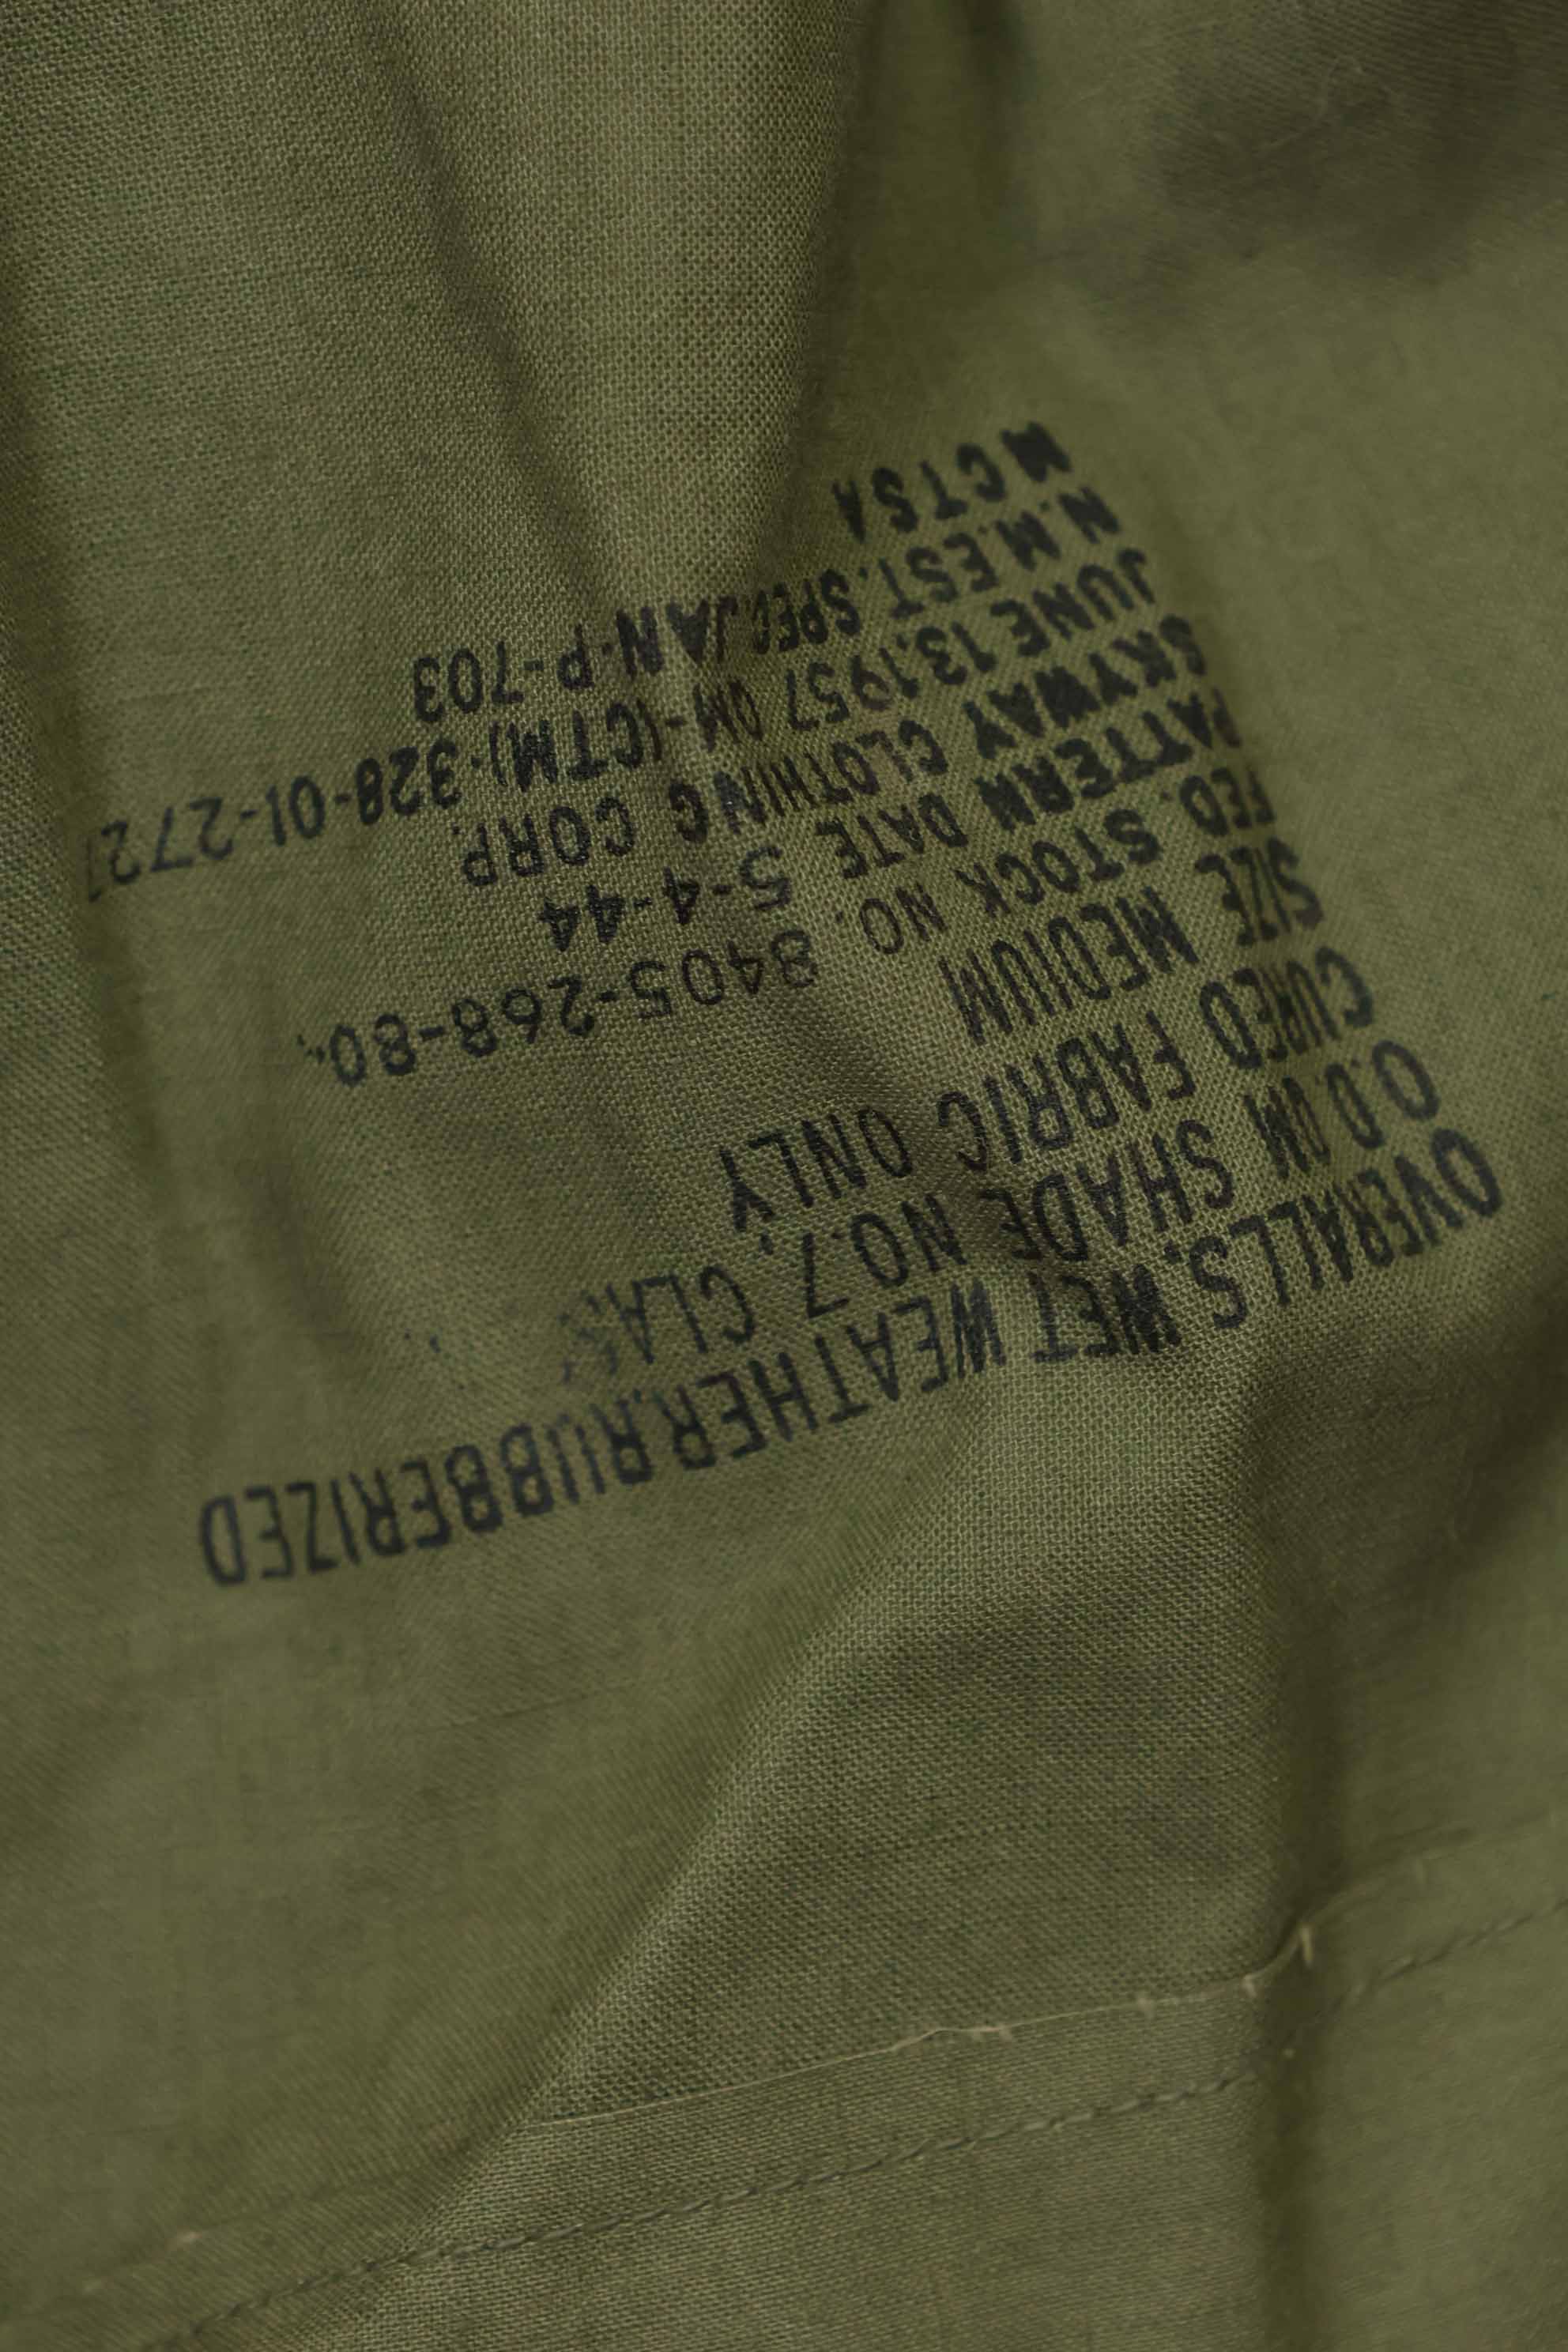 OVERALLS, WET WEATHER, RUBBERIZED
O.D. QM SHADE NO. 7,
CURED FABRIC ONLY
SIZE MEDIUM
FED. STOCK NO. 8405-268-80
PATTERN DATE 5-4-44
SKYWAY CLOTHING CORP.
JUNE 13, 1957 QM-(CTM)-328-01-2727
N.M.EST. SPEC. JAN-P-703
MCTSA